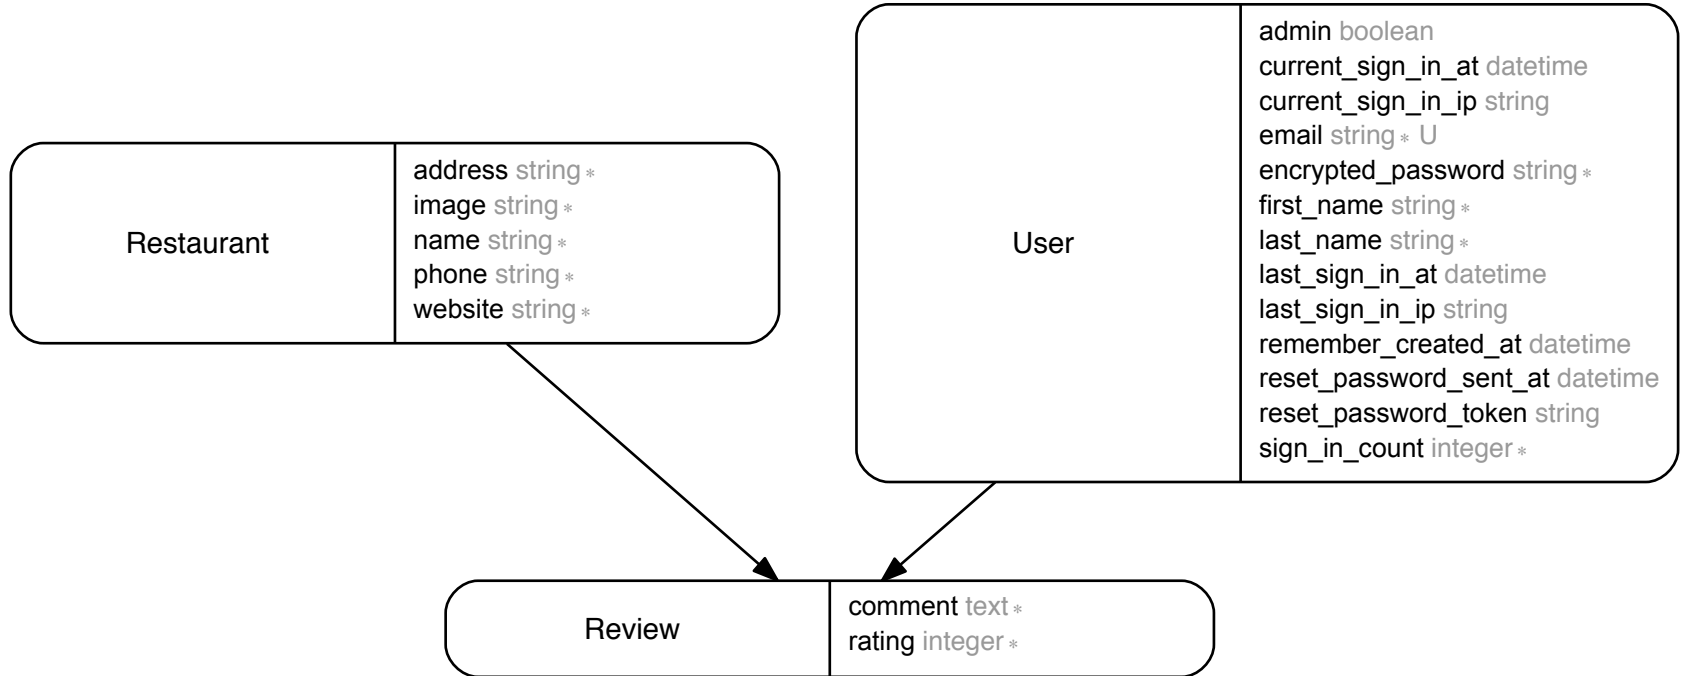 Restaurant
address string *
image string *
name string *
phone string *
website string *
User
admin boolean
current_sign_in_at datetime
current_sign_in_ip string
email string * U
encrypted_password string *
first_name string *
last_name string *
last_sign_in_at datetime
last_sign_in_ip string
remember_created_at datetime
reset_password_sent_at datetime
reset_password_token string
sign_in_count integer *
Review
comment text *
rating integer *